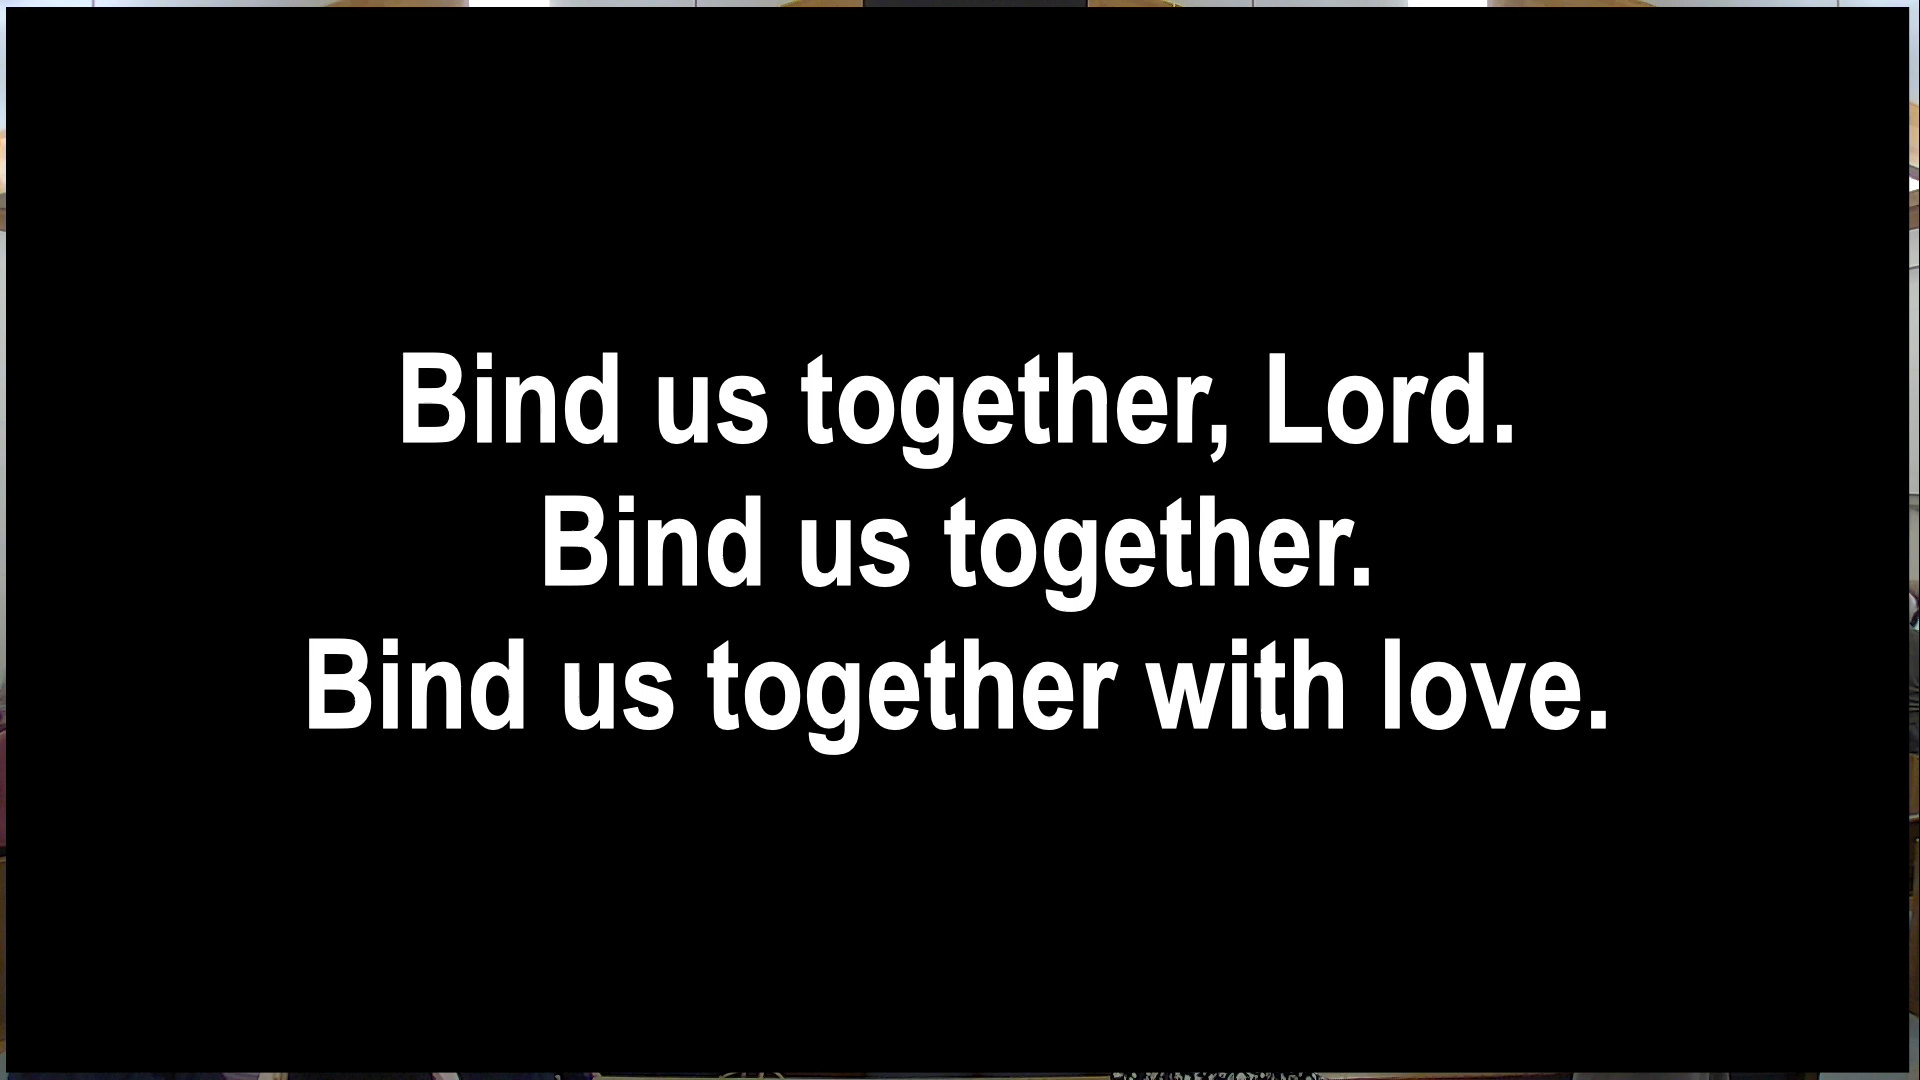 Bind us together, Lord.
Bind us together.
Bind us together with love.